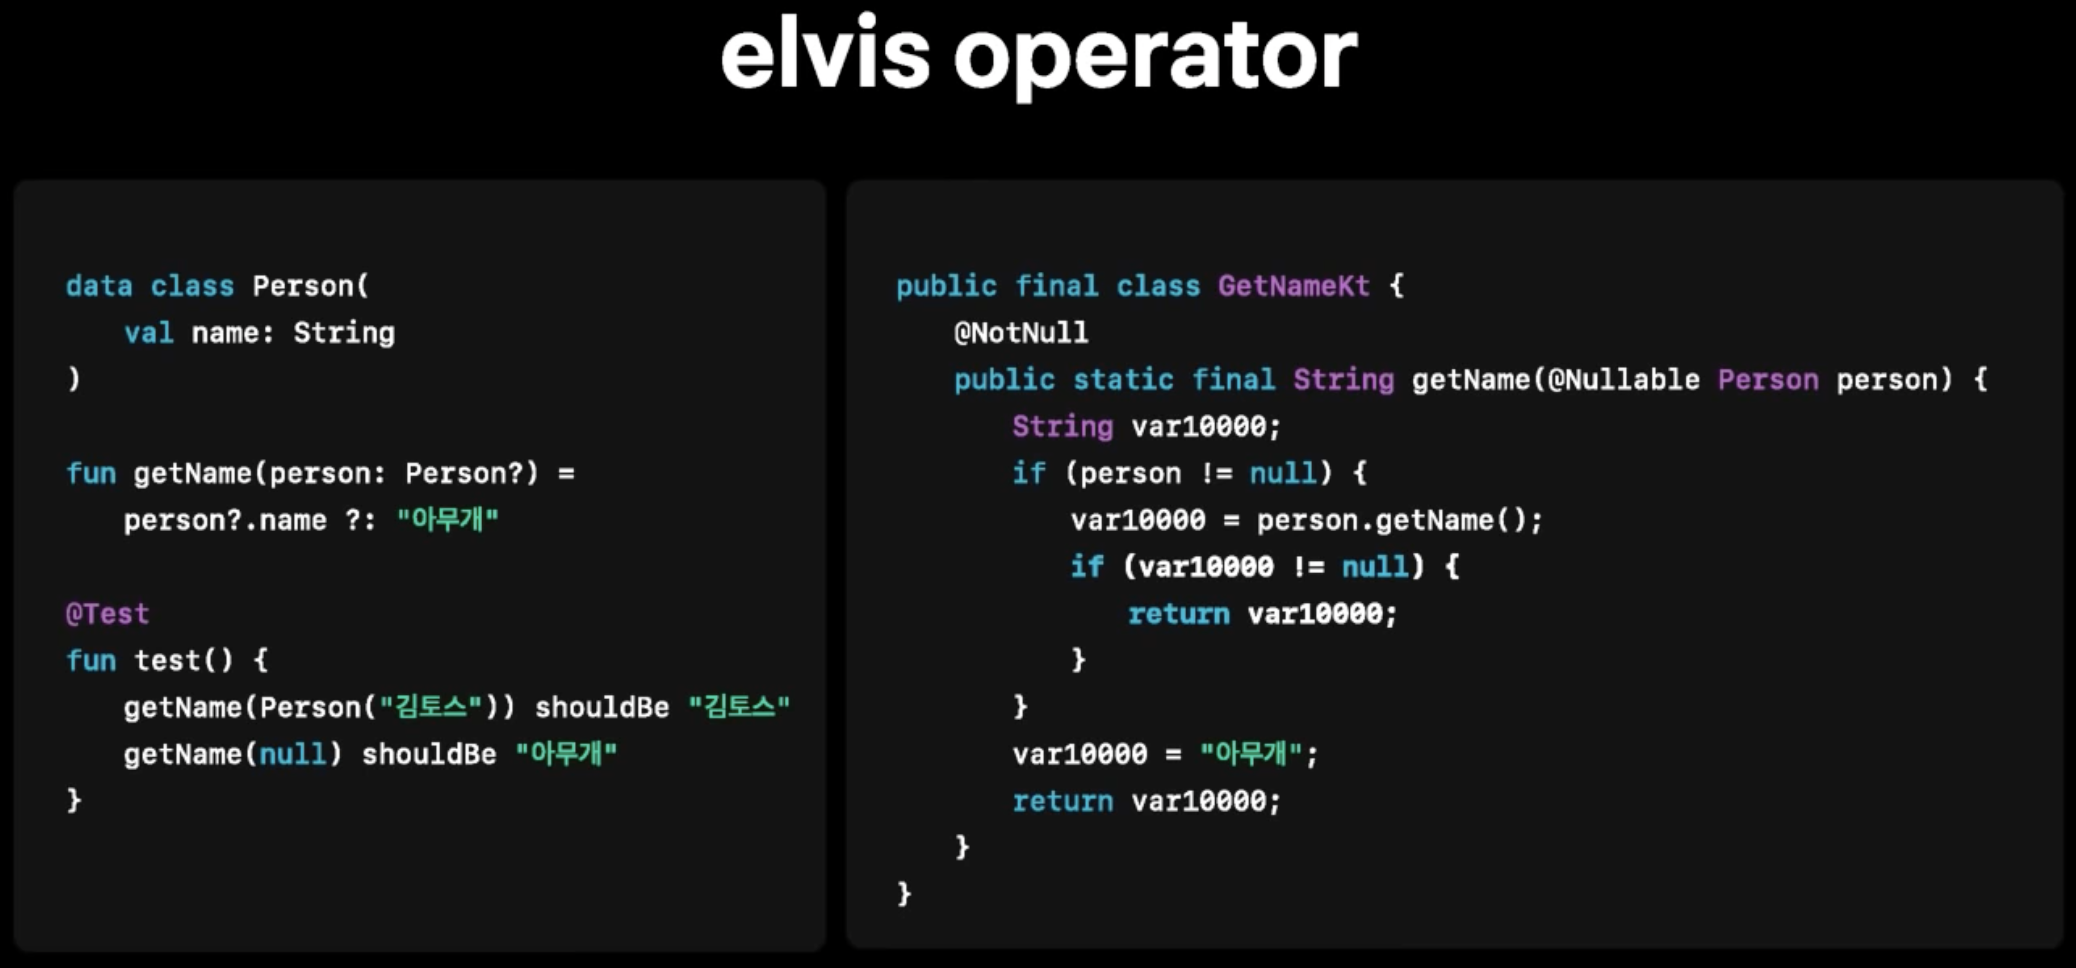 elvis operator
data class Person(
    val name: String
)
fun getName(person: Person?) =
    person?.name ?: "아무개"
@Test
fun test() {
    getName(Person("김토스")) shouldBe "김토스"
    getName(null) shouldBe "아무개"
}
public final class GetNameKt {
    @NotNull
    public static final String getName(@Nullable Person person) {
        String var10000;
        if (person != null) {
            var10000 = person.getName();
            if (var10000 != null) {
                return var10000;
            }
        }
        var10000 = "아무개";
        return var10000;
    }
}